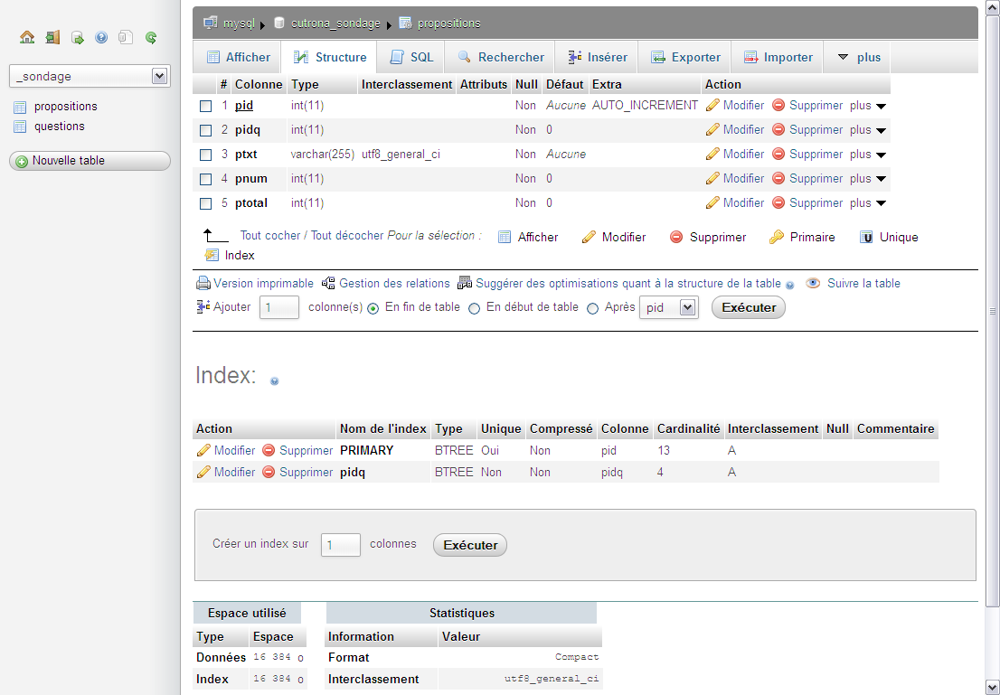 mysql cutrona_sondage propositions
Afficher Structure SQL Rechercher Insérer Exporter Importer plus
_sondage
propositions
questions
Nouvelle table
# Colonne Type Interclassement Attributs Null Défaut Extra Action
1 pid int(11) Non Aucune AUTO_INCREMENT Modifier Supprimer plus
2 pidq int(11) Non 0 Modifier Supprimer plus
3 ptxt varchar(255) utf8_general_ci Non Aucune Modifier Supprimer plus
4 pnum int(11) Non 0 Modifier Supprimer plus
5 ptotal int(11) Non 0 Modifier Supprimer plus
Tout cocher / Tout décocher Pour la sélection : Afficher Modifier Supprimer Primaire Unique
Index
Version imprimable Gestion des relations Suggérer des optimisations quant à la structure de la table Suivre la table
Ajouter 1 colonne(s) En fin de table En début de table Après pid Exécuter
Index:
Action Nom de l'index Type Unique Compressé Colonne Cardinalité Interclassement Null Commentaire
Modifier Supprimer PRIMARY BTREE Oui Non pid 13 A
Modifier Supprimer pidq BTREE Non Non pidq 4 A
Créer un index sur 1 colonnes Exécuter
Espace utilisé
Type Espace
Données 16 384 o
Index 16 384 o
Statistiques
Information Valeur
Format Compact
Interclassement utf8_general_ci